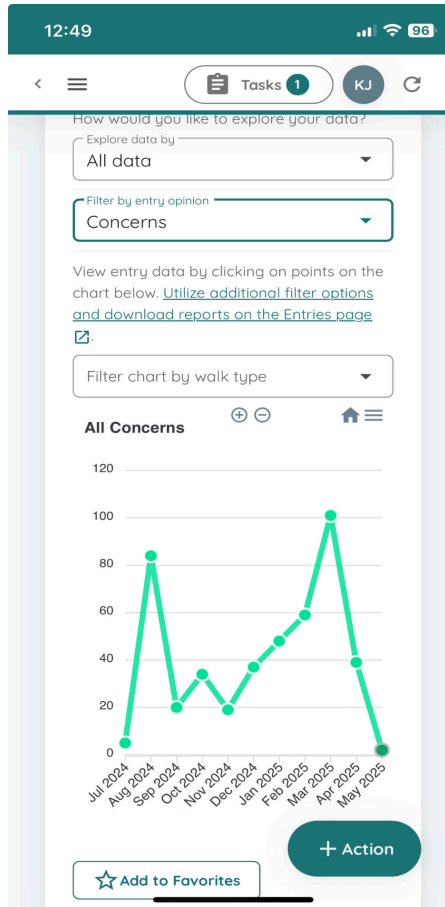 12:49
96
Tasks 1
KJ
How would you like to explore your data?
Explore data by
All data
Filter by entry opinion
Concerns
View entry data by clicking on points on the
chart below. Utilize additional filter options
and download reports on the Entries page
.
Filter chart by walk type
All Concerns
120
100
80
60
40
20
0
Jul 2024
Aug 2024
Sep 2024
Oct 2024
Nov 2024
Dec 2024
Jan 2025
Feb 2025
Mar 2025
Apr 2025
May 2025
+ Action
Add to Favorites